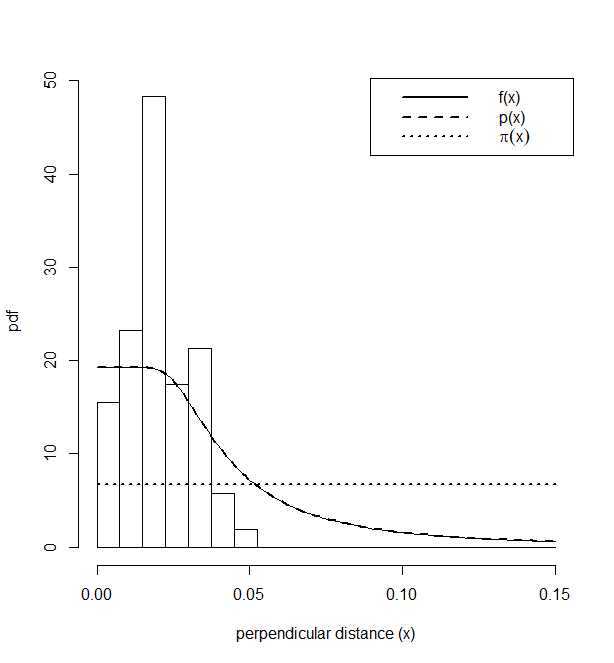 f(x)
p(x)
π(x)
50
40
30
20
10
0
pdf
0.00 0.05 0.10 0.15
perpendicular distance (x)